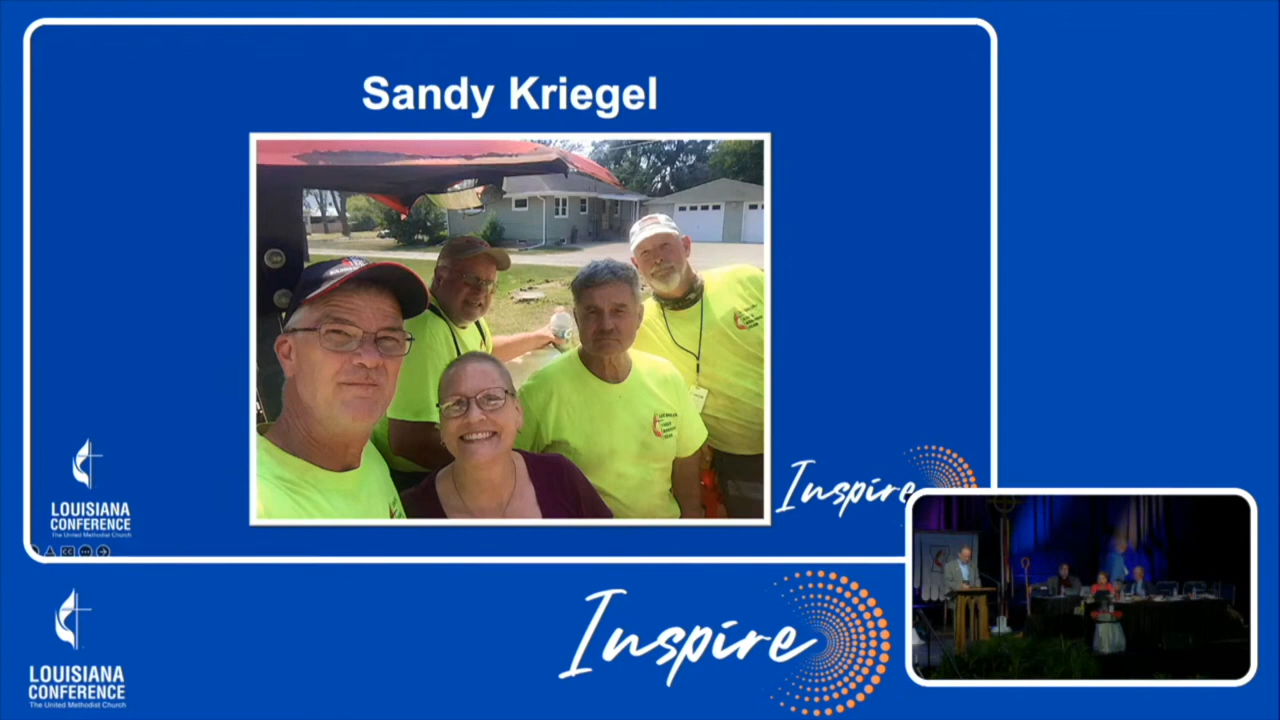 Sandy Kriegel
LOUISIANA
CONFERENCE
The United Methodist Church
Inspire
LOUISIANA
CONFERENCE
The United Methodist Church
Inspire